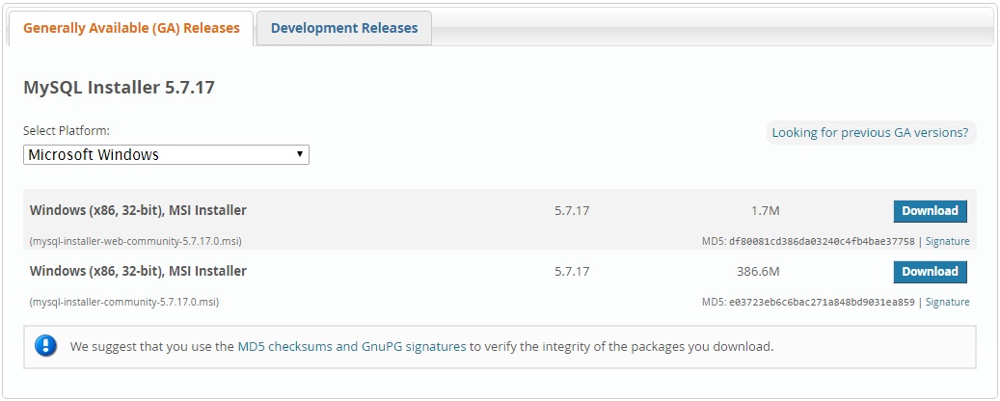 Generally Available (GA) Releases Development Releases
MySQL Installer 5.7.17
Select Platform:
Looking for previous GA versions?
Microsoft Windows
Windows (x86, 32-bit), MSI Installer 5.7.17 1.7M Download
(mysql-installer-web-community-5.7.17.0.msi) MD5: df80081cd386da03240c4fb4bae37758 | Signature
Windows (x86, 32-bit), MSI Installer 5.7.17 386.6M Download
(mysql-installer-community-5.7.17.0.msi) MD5: e03723eb6c6bac271a848bd9031ea859 | Signature
We suggest that you use the MD5 checksums and GnuPG signatures to verify the integrity of the packages you download.